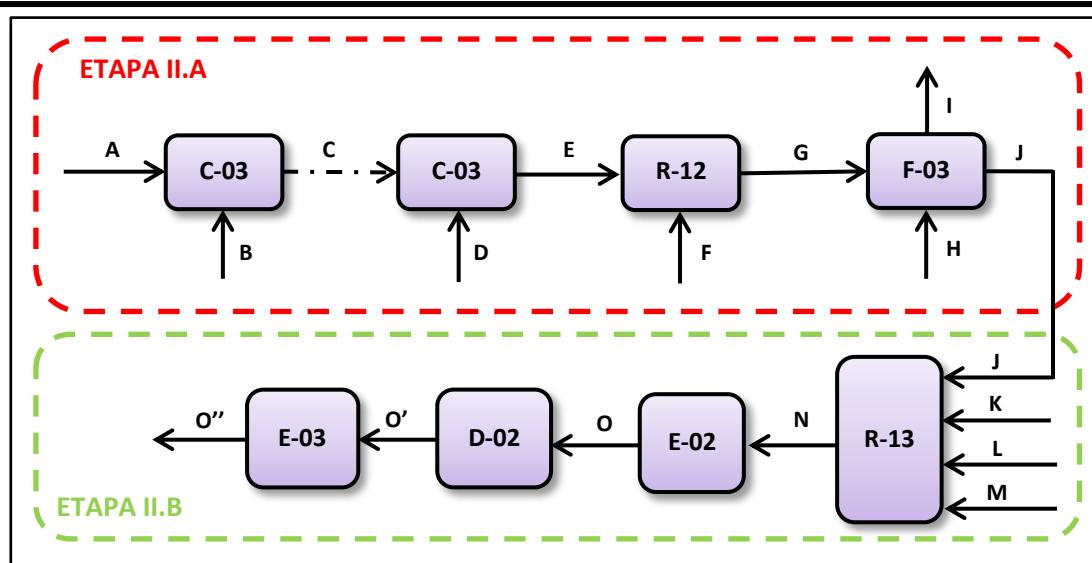 ETAPA II.A
I
A
C
E
G
J
C-03
C-03
R-12
F-03
B
D
F
H
J
K
O''
O'
O
N
E-03
D-02
E-02
R-13
L
M
ETAPA II.B